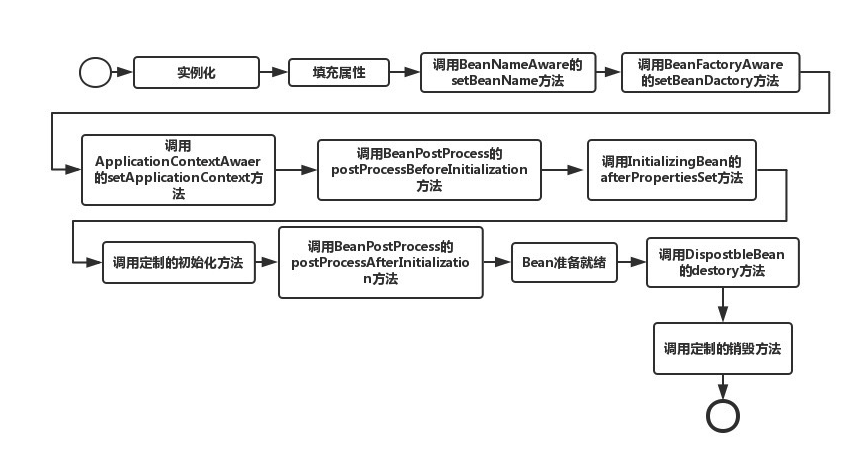 实例化
填充属性
调用BeanNameAware的
setBeanName方法
调用BeanFactoryAware
的setBeanDactory方法
调用
ApplicationContextAwaer
的setApplicationContext方
法
调用BeanPostProcess的
postProcessBeforeInitialization
方法
调用InitializingBean的
afterPropertiesSet方法
调用定制的初始化方法
调用BeanPostProcess的
postProcessAfterInitializatio
n方法
Bean准备就绪
调用DispostbleBean
的destory方法
调用定制的销毁方法